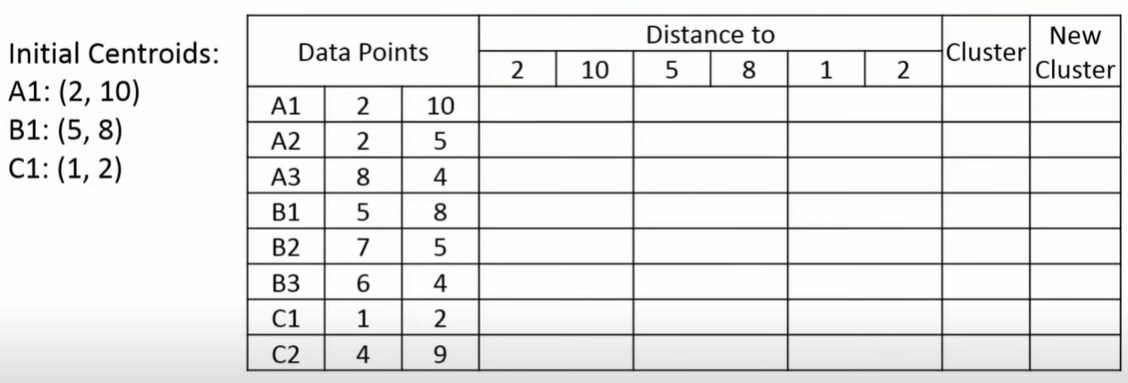 Initial Centroids:
A1: (2, 10)
B1: (5, 8)
C1: (1, 2)
Data Points Distance to Cluster New Cluster
2 10 5 8 1 2
A1 2 10
A2 2 5
A3 8 4
B1 5 8
B2 7 5
B3 6 4
C1 1 2
C2 4 9